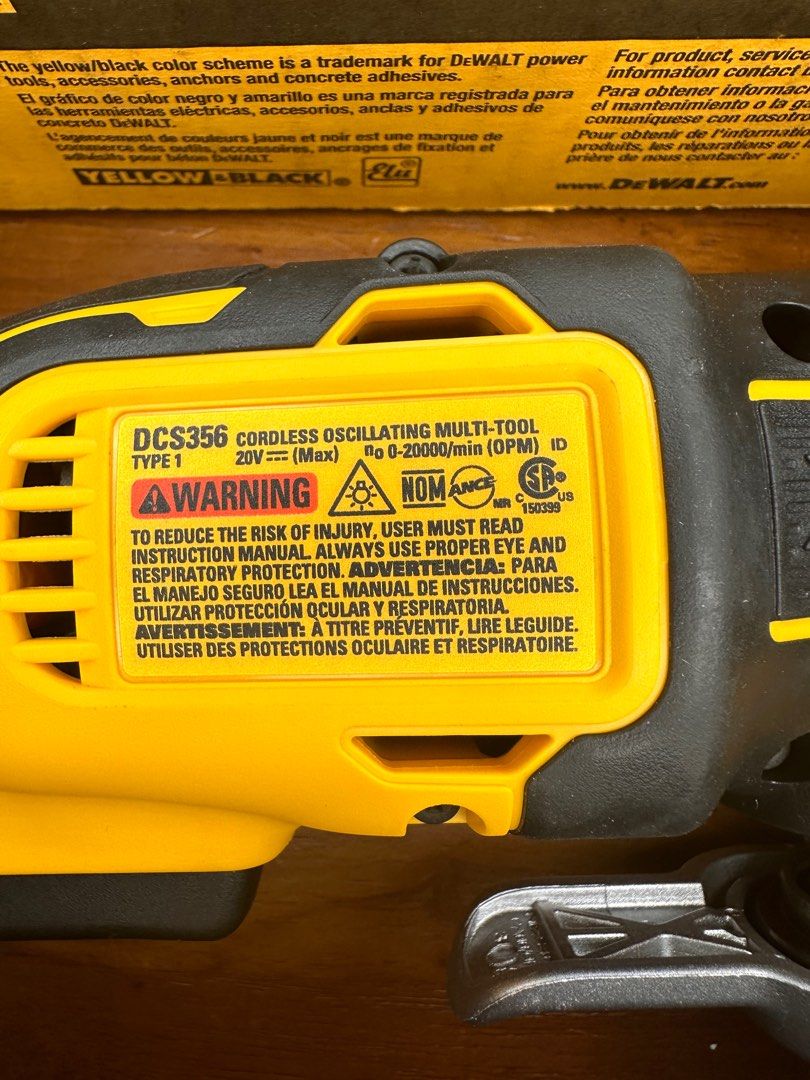 The yellow/black color scheme is a trademark for DEWALT power
tools, accessories, anchors and concrete adhesives.
El gráfico de color negro y amarillo es una marca registrada para
las herramientas eléctricas, accesorios, anclas y adhesivos de
concreto DEWALT.
L'agencement de couleurs jaune et noir est une marque de
commerce des outils, accessoires, ancrages de fixation et
adhésifs pour béton DEWALT.
YELLOW & BLACK ® Elu
For product, service
information contact
Para obtener informac
el mantenimiento o la g
comuníquese con nosotro
Pour obtenir de l'informatio
produits, les réparations ou
prière de nous contacter au :
www.DEWALT.com
DCS356 CORDLESS OSCILLATING MULTI-TOOL
TYPE 1 20V (Max) n₀ 0-20000/min (OPM) ID
WARNING NOM ANCE MR C SA ® US 150399
TO REDUCE THE RISK OF INJURY, USER MUST READ
INSTRUCTION MANUAL. ALWAYS USE PROPER EYE AND
RESPIRATORY PROTECTION. ADVERTENCIA: PARA
EL MANEJO SEGURO LEA EL MANUAL DE INSTRUCCIONES.
UTILIZAR PROTECCIÓN OCULAR Y RESPIRATORIA.
AVERTISSEMENT: À TITRE PRÉVENTIF, LIRE LEGUIDE.
UTILISER DES PROTECTIONS OCULAIRE ET RESPIRATOIRE.